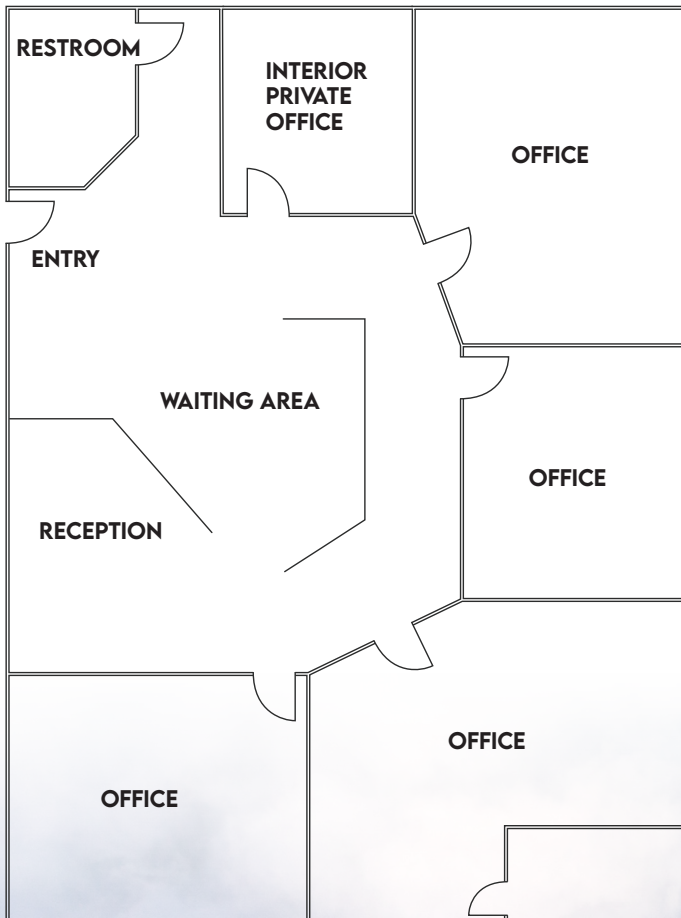 RESTROOM
INTERIOR
PRIVATE
OFFICE
OFFICE
ENTRY
WAITING AREA
OFFICE
RECEPTION
OFFICE
OFFICE